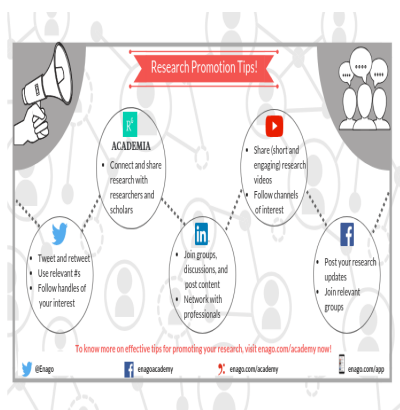 Research Promotion Tips!
R⁶
ACADEMIA
• Connect and share
research with
researchers and
scholars
• Share (short and
engaging) research
videos
• Follow channels
of interest
• Tweet and retweet
• Use relevant #s
• Follow handles of
your interest
in
• Join groups,
discussions, and
post content
• Network with
professionals
• Post your research
updates
• Join relevant
groups
To know more on effective tips for promoting your research, visit enago.com/academy now!
@Enago
enagoacademy
enago.com/academy
enago.com/app